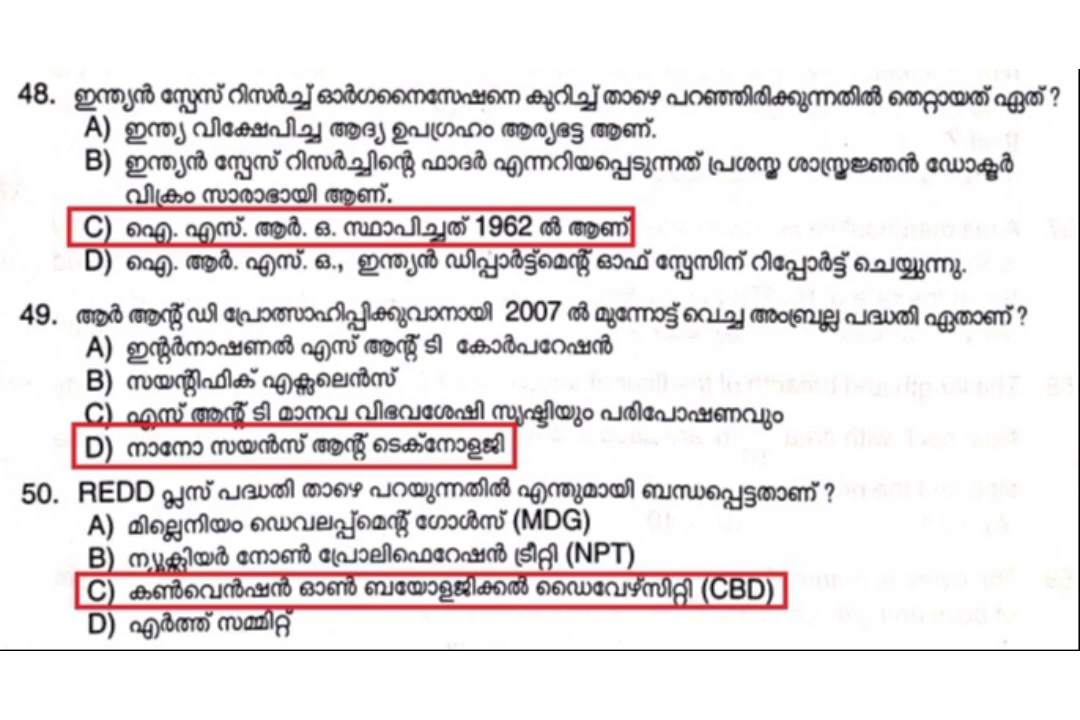 48. ഇന്ത്യൻ സ്പേസ് റിസർച്ച് ഓർഗനൈസേഷനെ കുറിച്ച് താഴെ പറഞ്ഞിരിക്കുന്നതിൽ തെറ്റായത് ഏത് ?
A) ഇന്ത്യ വിക്ഷേപിച്ച ആദ്യ ഉപഗ്രഹം ആര്യഭട്ട ആണ്.
B) ഇന്ത്യൻ സ്പേസ് റിസർച്ചിന്റെ ഫാദർ എന്നറിയപ്പെടുന്നത് പ്രശസ്ത ശാസ്ത്രജ്ഞൻ ഡോക്ടർ
വിക്രം സാരാഭായി ആണ്.
C) ഐ. എസ്. ആർ. ഒ. സ്ഥാപിച്ചത് 1962 ൽ ആണ്
D) ഐ. ആർ. എസ്. ഒ., ഇന്ത്യൻ ഡിപ്പാർട്ട്മെന്റ് ഓഫ് സ്പേസിന് റിപ്പോർട്ട് ചെയ്യുന്നു.
49. ആർ ആന്റ് ഡി പ്രോത്സാഹിപ്പിക്കുവാനായി 2007 ൽ മുന്നോട്ട് വെച്ച അംബ്രല്ല പദ്ധതി ഏതാണ് ?
A) ഇന്റർനാഷണൽ എസ് ആന്റ് ടി കോർപറേഷൻ
B) സയന്റിഫിക് എക്സലെൻസ്
C) എസ് ആന്റ് ടി മാനവ വിഭവശേഷി സൃഷ്ടിയും പരിപോഷണവും
D) നാനോ സയൻസ് ആന്റ് ടെക്നോളജി
50. REDD പ്ലസ് പദ്ധതി താഴെ പറയുന്നതിൽ എന്തുമായി ബന്ധപ്പെട്ടതാണ് ?
A) മില്ലെനിയം ഡെവലപ്പ്മെന്റ് ഗോൾസ് (MDG)
B) ന്യൂക്ലിയർ നോൺ പ്രോലിഫെറേഷൻ ട്രീറ്റി (NPT)
C) കൺവെൻഷൻ ഓൺ ബയോളജിക്കൽ ഡൈവേഴ്സിറ്റി (CBD)
D) എർത്ത് സമ്മിറ്റ്